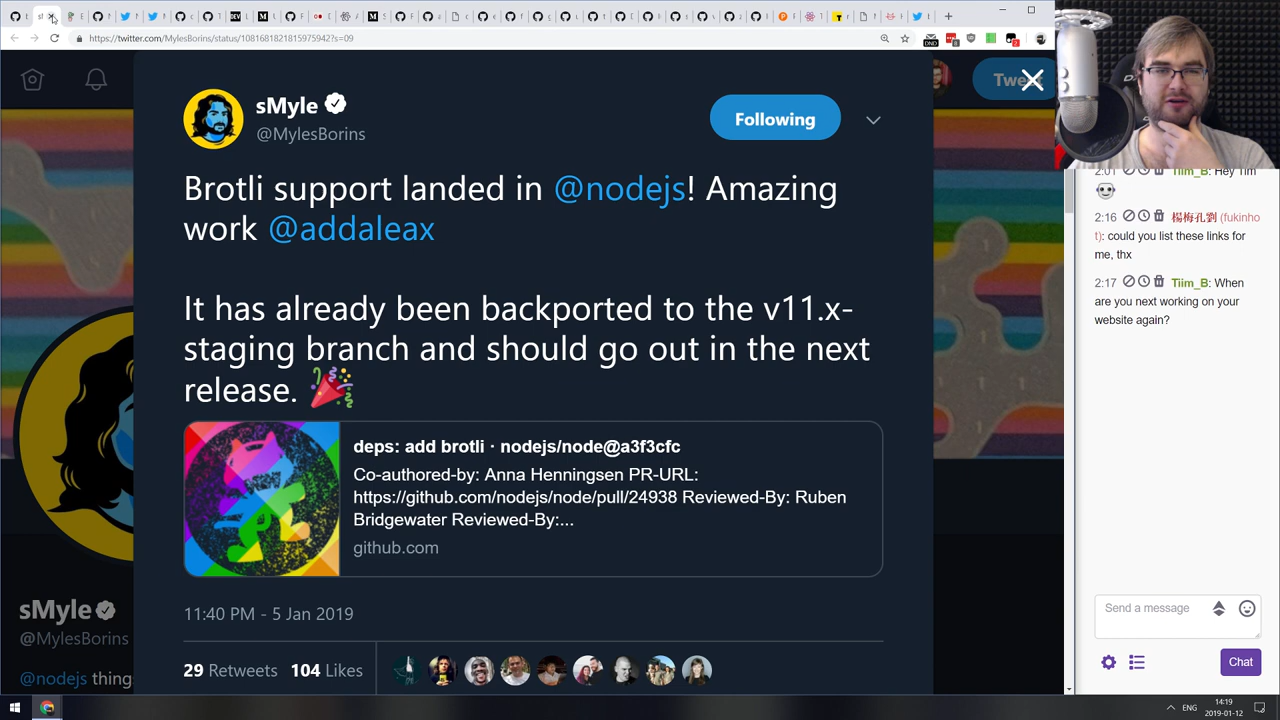 https://twitter.com/MylesBorins/status/1081681821815975942?s=09
sMyle
@MylesBorins
Following
Tweet
Brotli support landed in @nodejs! Amazing
work @addaleax
It has already been backported to the v11.x-
staging branch and should go out in the next
release.
deps: add brotli · nodejs/node@a3f3cfc
Co-authored-by: Anna Henningsen PR-URL:
https://github.com/nodejs/node/pull/24938 Reviewed-By: Ruben
Bridgewater Reviewed-By:...
github.com
11:40 PM - 5 Jan 2019
29 Retweets 104 Likes
sMyle
@MylesBorins
@nodejs thing
2:01 Tiim_B: Hey Tim
2:16 楊梅孔劉 (fukinho
t): could you list these links for
me, thx
2:17 Tiim_B: When
are you next working on your
website again?
Send a message
Chat
ENG
14:19
2019-01-12